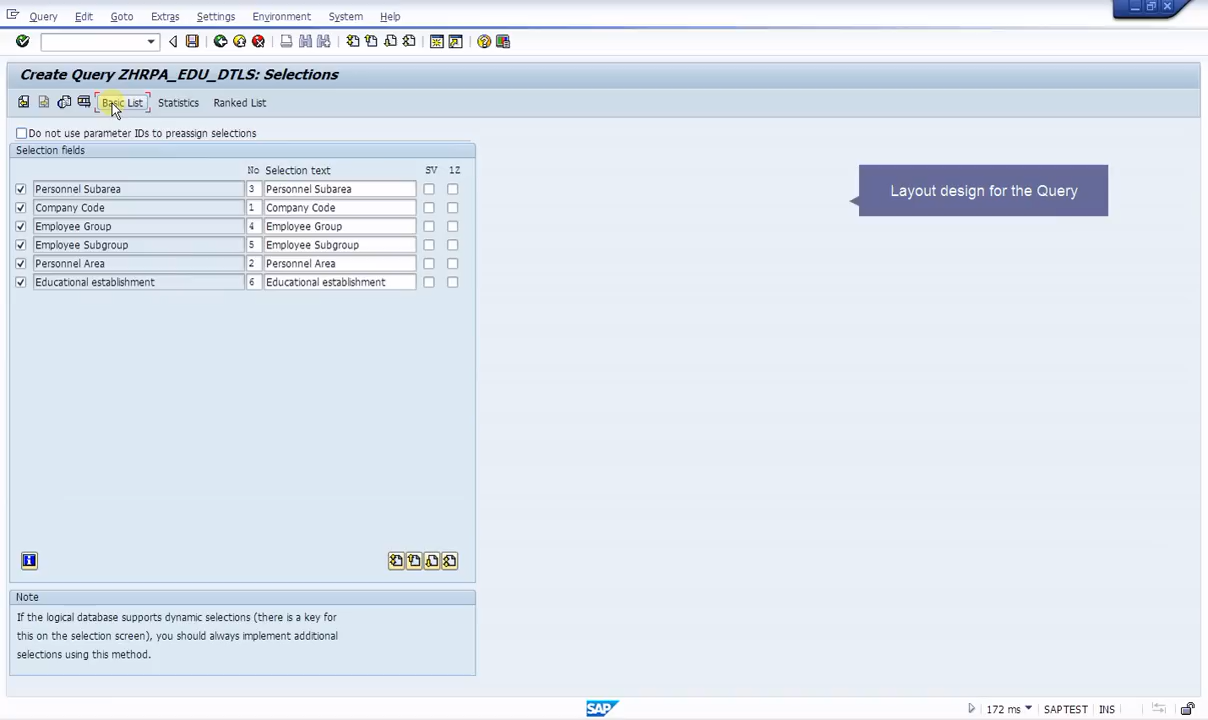 Query Edit Goto Extras Settings Environment System Help
Create Query ZHRPA_EDU_DTLS: Selections
Basic List Statistics Ranked List
Do not use parameter IDs to preassign selections
Selection fields
No Selection text SV 1Z
Personnel Subarea 3 Personnel Subarea
Company Code 1 Company Code
Employee Group 4 Employee Group
Employee Subgroup 5 Employee Subgroup
Personnel Area 2 Personnel Area
Educational establishment 6 Educational establishment
Layout design for the Query
Note
If the logical database supports dynamic selections (there is a key for
this on the selection screen), you should always implement additional
selections using this method.
SAP 172 ms SAPTEST INS